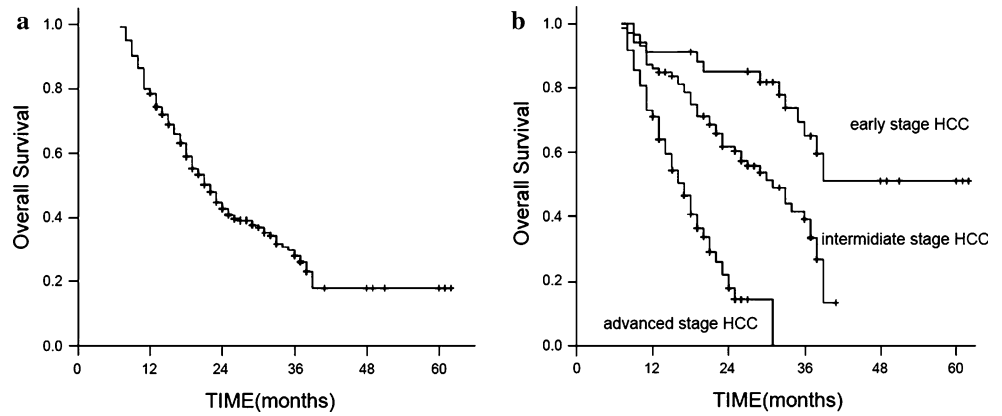 a
Overall Survival
1.0
0.8
0.6
0.4
0.2
0.0
0 12 24 36 48 60
TIME(months)
b
Overall Survival
1.0
0.8
0.6
0.4
0.2
0.0
early stage HCC
intermidiate stage HCC
advanced stage HCC
0 12 24 36 48 60
TIME(months)